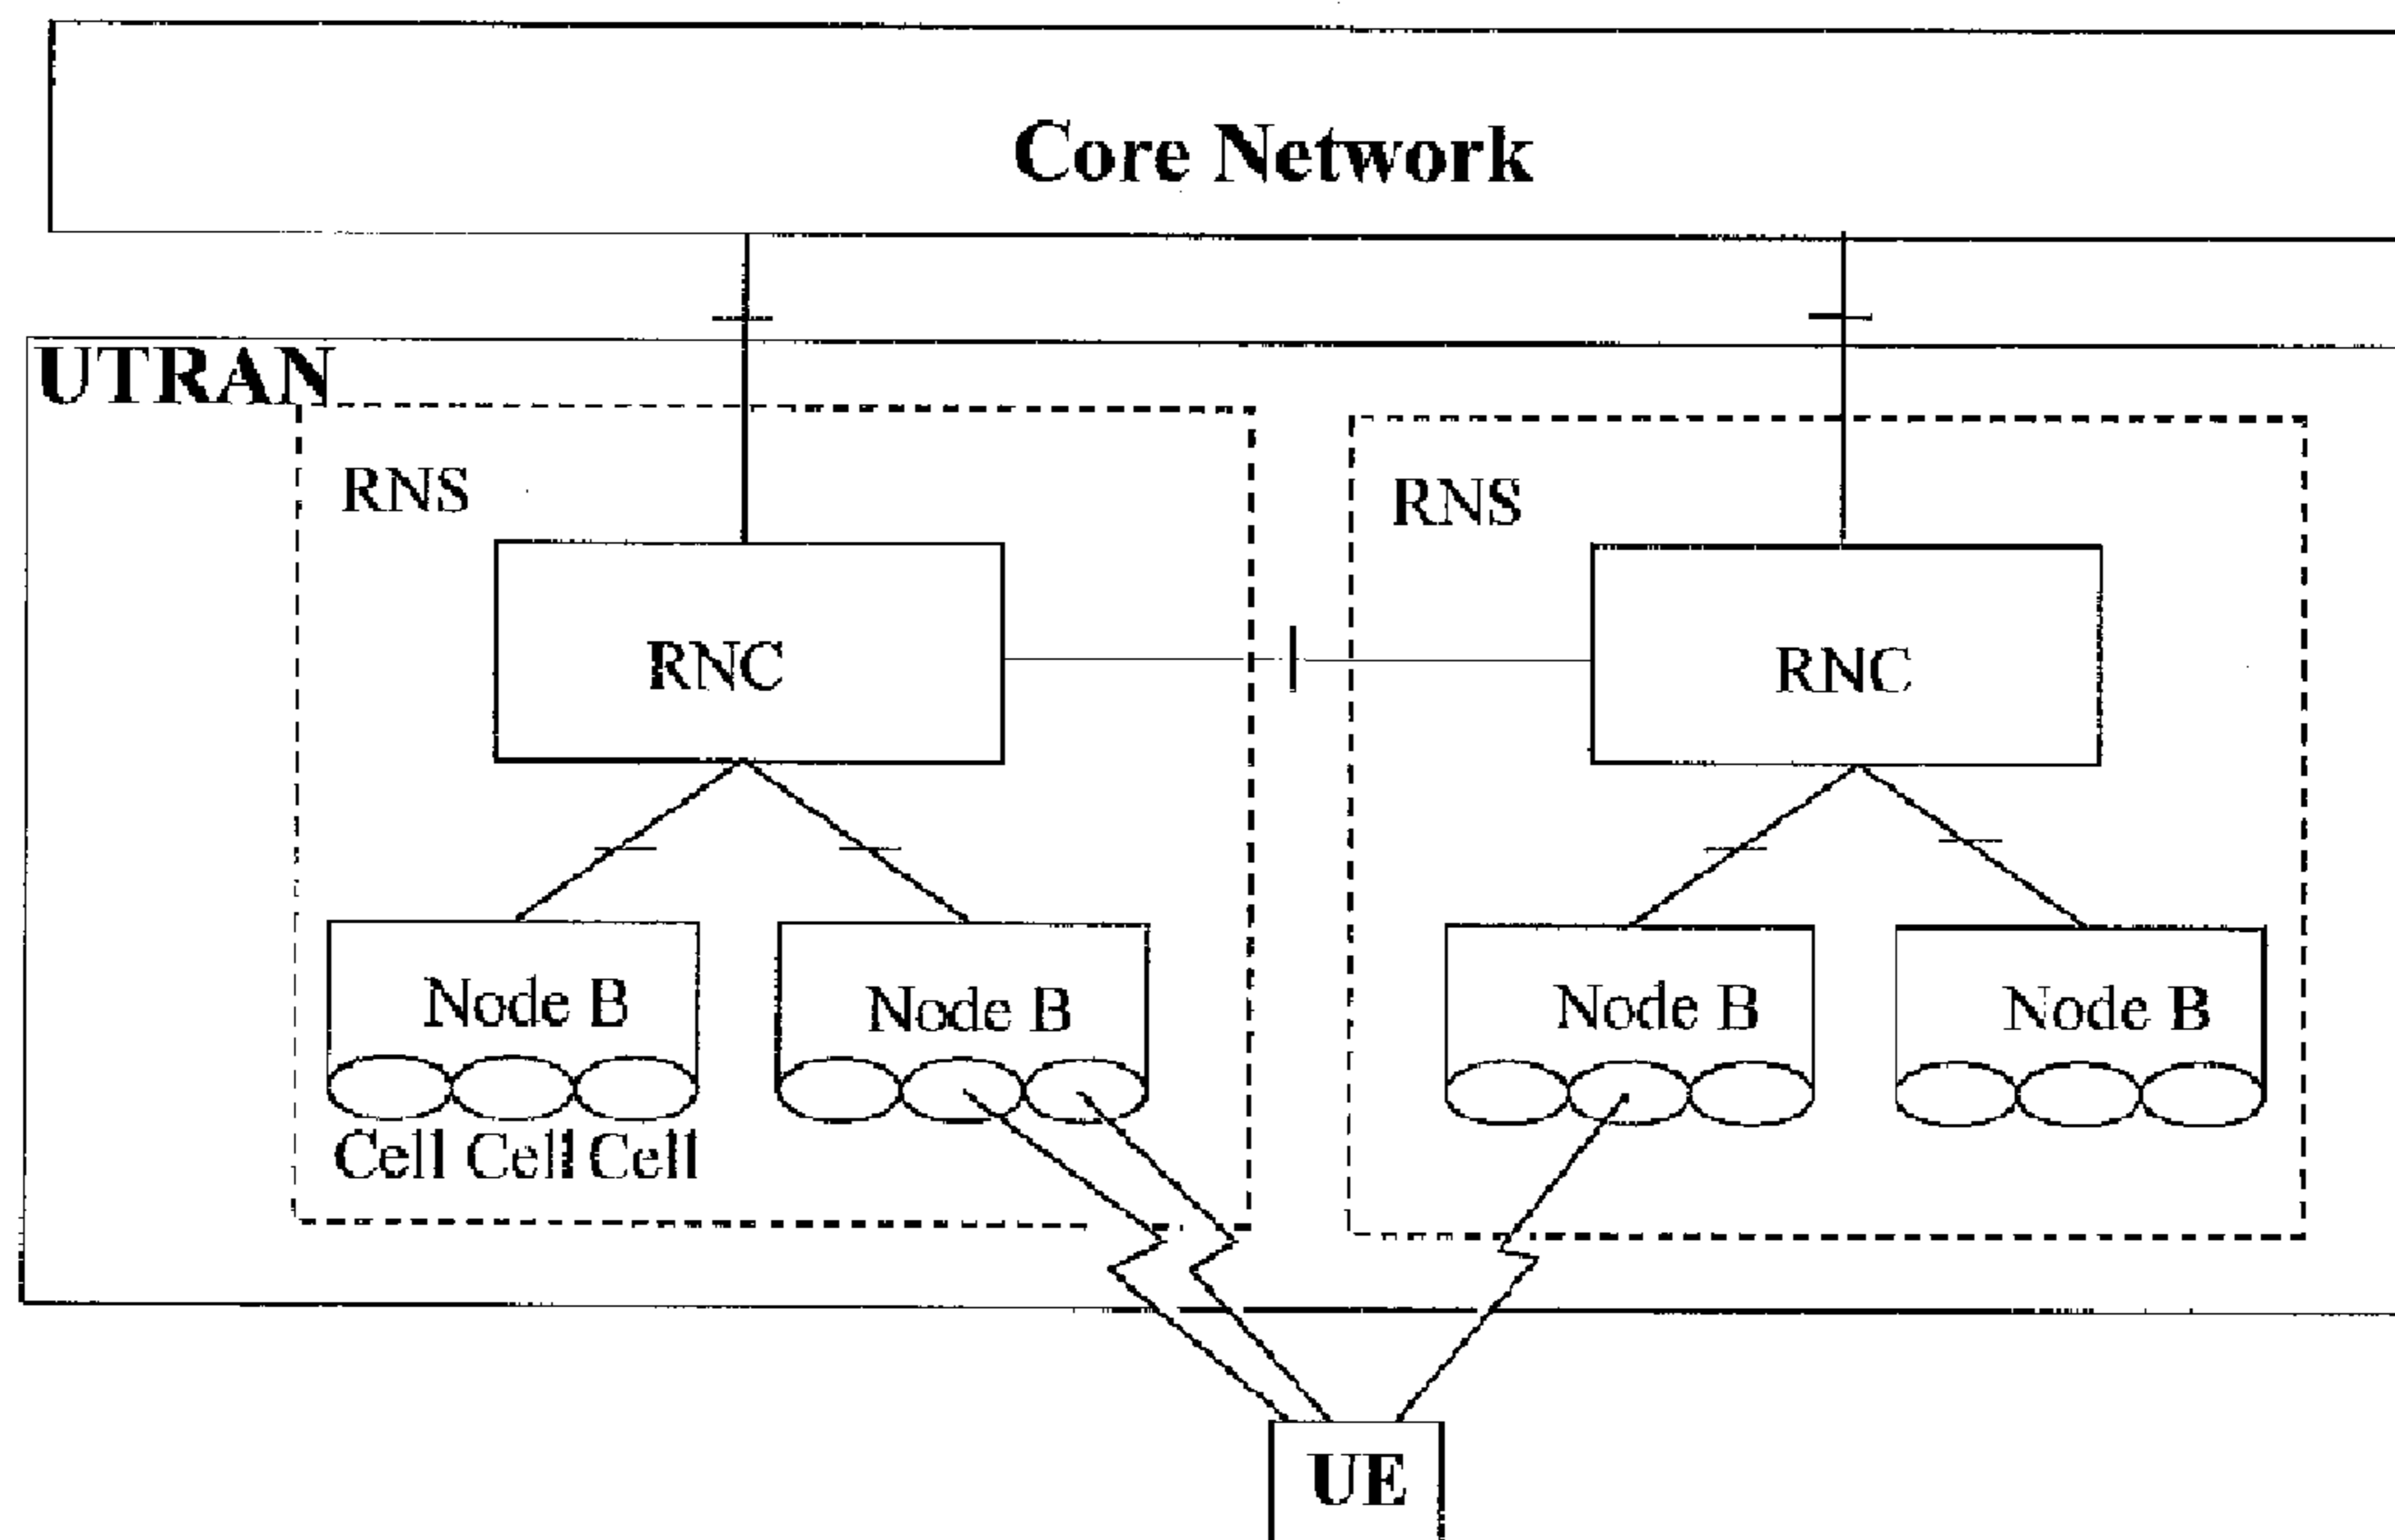 Core Network
UTRAN
RNS
RNS
RNC
RNC
Node B
Node B
Node B
Node B
Cell Cell Cell
UE